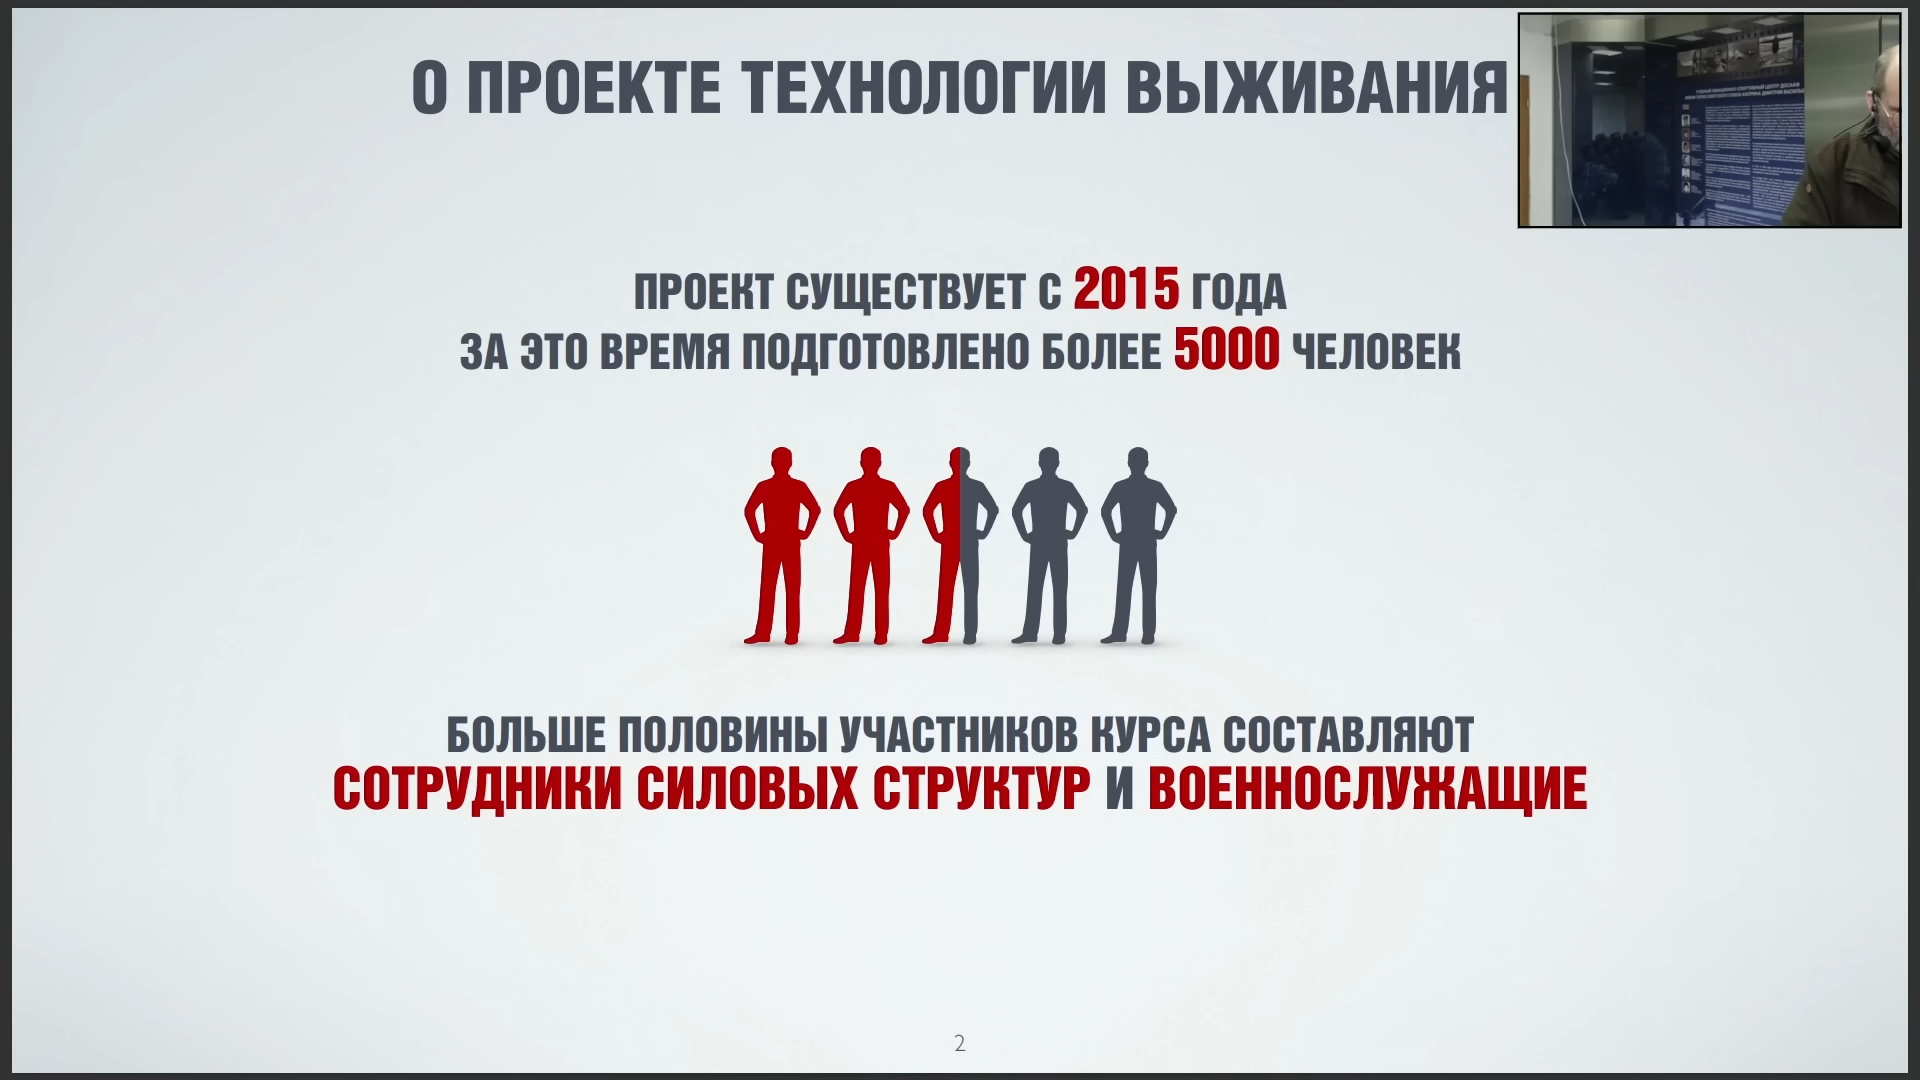 О ПРОЕКТЕ ТЕХНОЛОГИИ ВЫЖИВАНИЯ
ПРОЕКТ СУЩЕСТВУЕТ С 2015 ГОДА
ЗА ЭТО ВРЕМЯ ПОДГОТОВЛЕНО БОЛЕЕ 5000 ЧЕЛОВЕК
БОЛЬШЕ ПОЛОВИНЫ УЧАСТНИКОВ КУРСА СОСТАВЛЯЮТ
СОТРУДНИКИ СИЛОВЫХ СТРУКТУР И ВОЕННОСЛУЖАЩИЕ
2